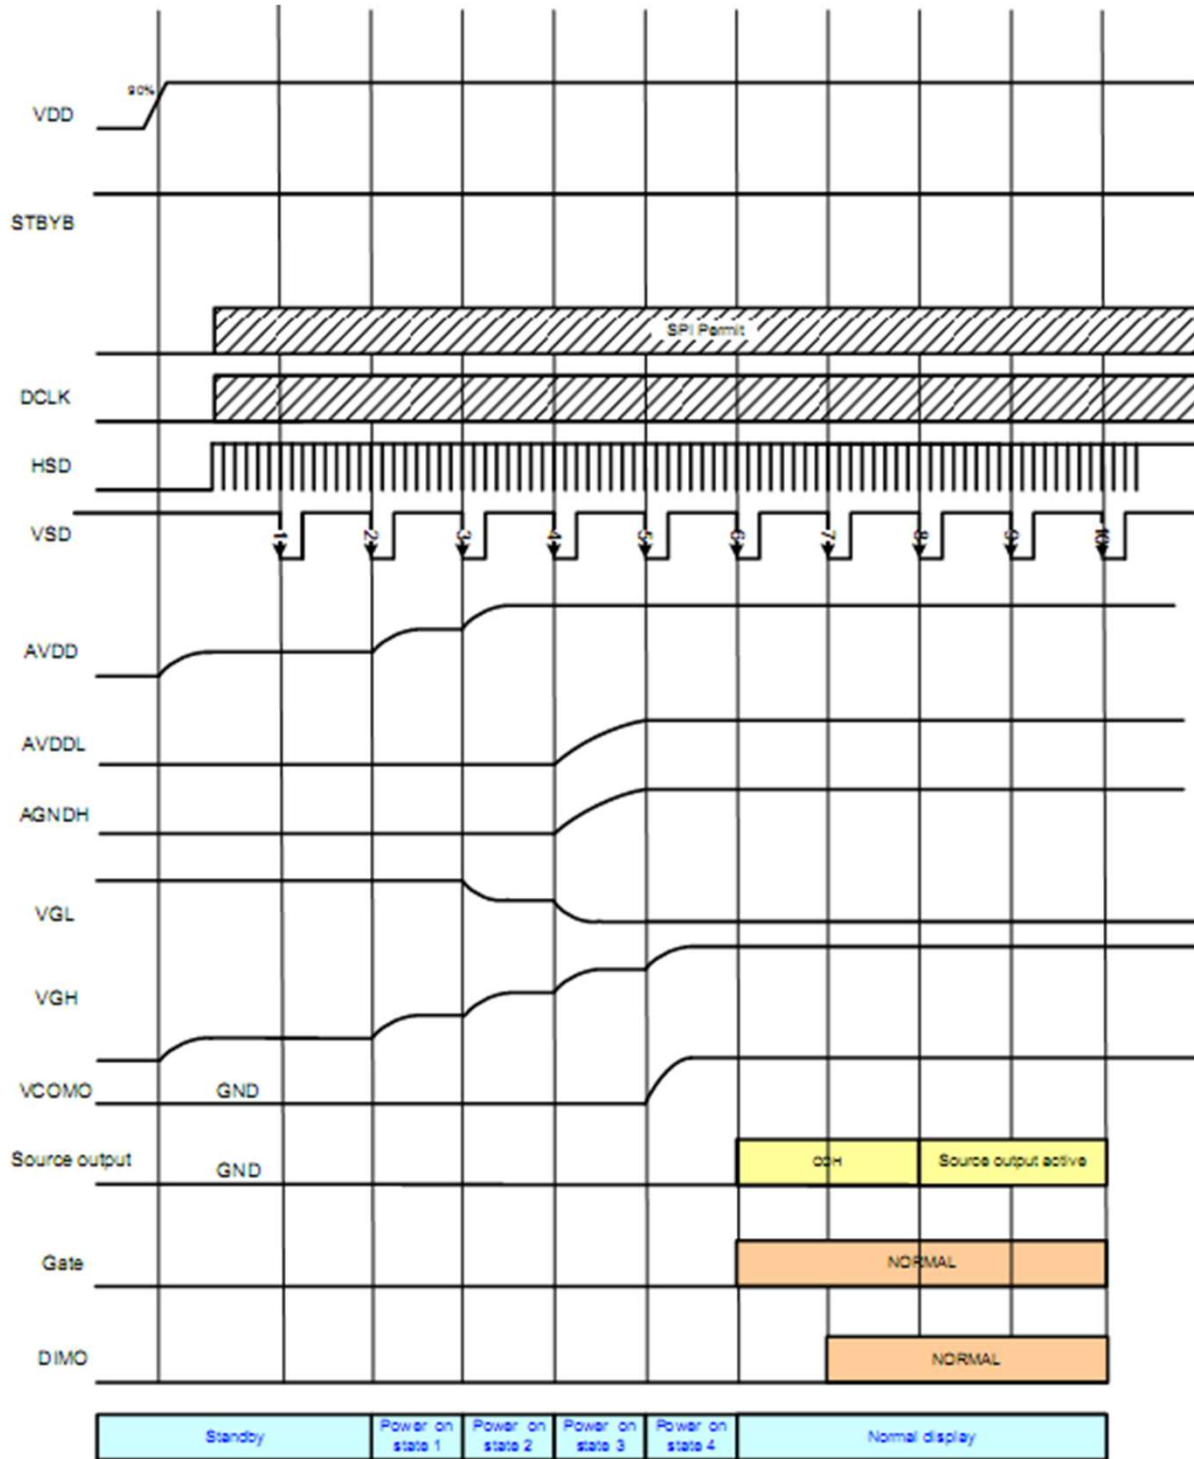 90%
VDD
STBYB
SPI Permit
DCLK
HSD
VSD
1 2 3 4 5 6 7 8 9 10
AVDD
AVDDL
AGNDH
VGL
VGH
VCOMO GND
Source output GND Source output active
Gate NORMAL
DIMO NORMAL
Standby
Power on
state 1
Power on
state 2
Power on
state 3
Power on
state 4
Normal display